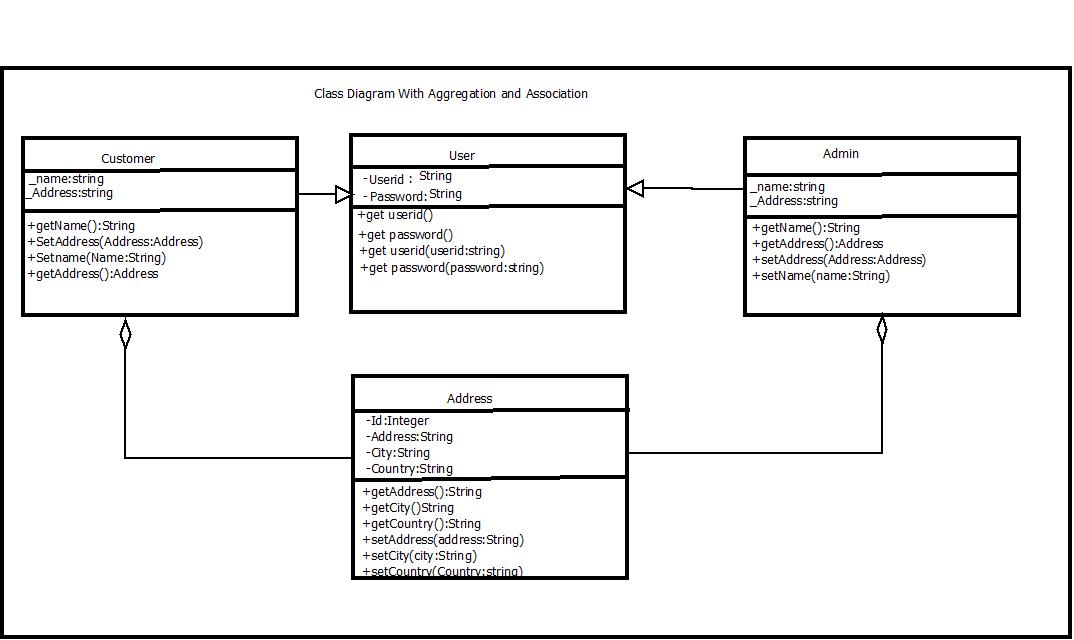 Class Diagram With Aggregation and Association
Customer
_name:string
_Address:string
+getName():String
+SetAddress(Address:Address)
+Setname(Name:String)
+getAddress():Address
User
-Userid : String
-Password:String
+get userid()
+get password()
+get userid(userid:string)
+get password(password:string)
Admin
_name:string
_Address:string
+getName():String
+getAddress():Address
+setAddress(Address:Address)
+setName(name:String)
Address
-Id:Integer
-Address:String
-City:String
-Country:String
+getAddress():String
+getCity()String
+getCountry():String
+setAddress(address:String)
+setCity(city:String)
+setCountry(Country:string)